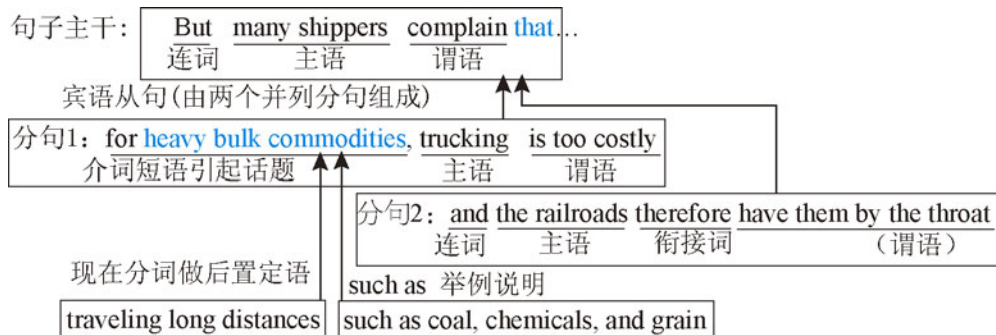 句子主干: But many shippers complain that...
连词 主语 谓语
宾语从句(由两个并列分句组成)
分句1: for heavy bulk commodities, trucking is too costly
介词短语引起话题 主语 谓语
分句2: and the railroads therefore have them by the throat
连词 主语 衔接词 (谓语)
现在分词做后置定语
such as 举例说明
traveling long distances
such as coal, chemicals, and grain